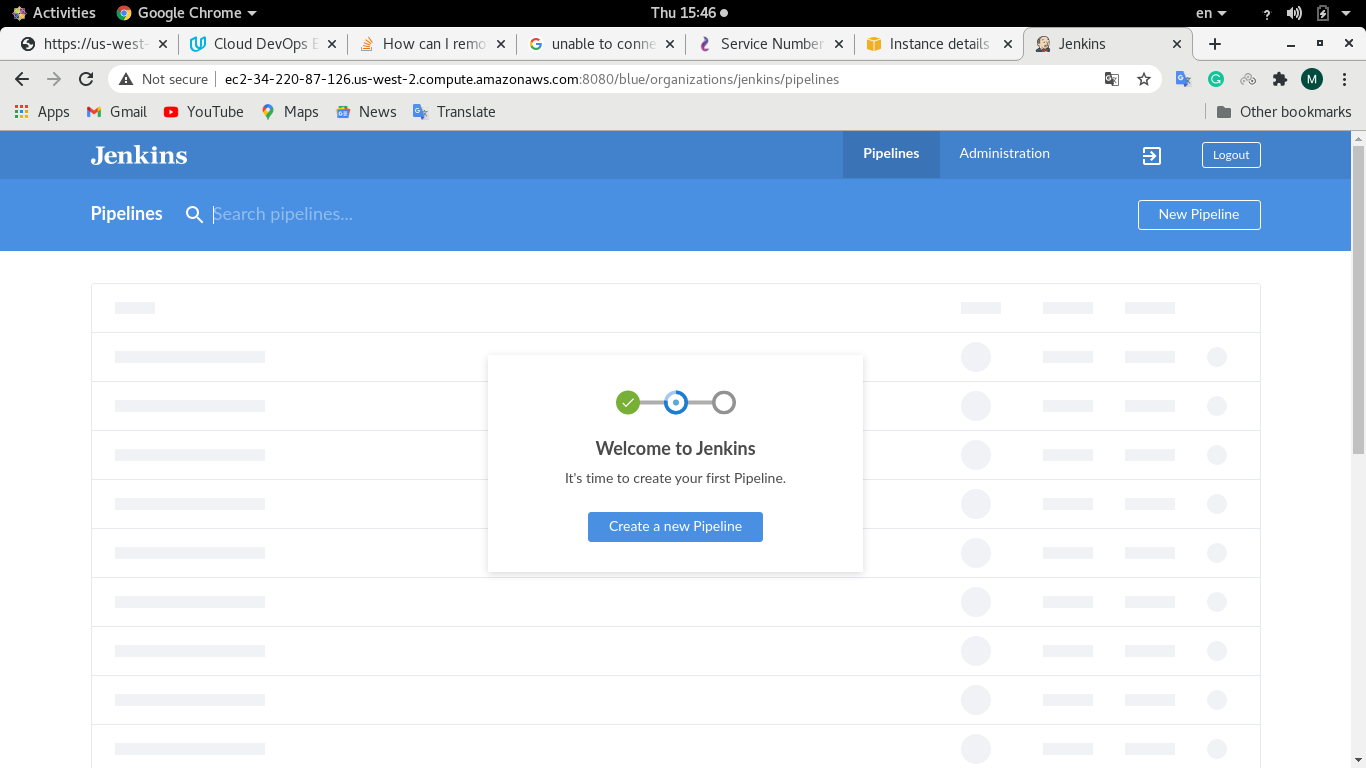 Activities Google Chrome Thu 15:46 en ?
https://us-west- Cloud DevOps E How can I remo unable to conne Service Number Instance details Jenkins
Not secure ec2-34-220-87-126.us-west-2.compute.amazonaws.com:8080/blue/organizations/jenkins/pipelines M
Apps Gmail YouTube Maps News Translate Other bookmarks
Jenkins Pipelines Administration Logout
Pipelines Search pipelines... New Pipeline
Welcome to Jenkins
It's time to create your first Pipeline.
Create a new Pipeline